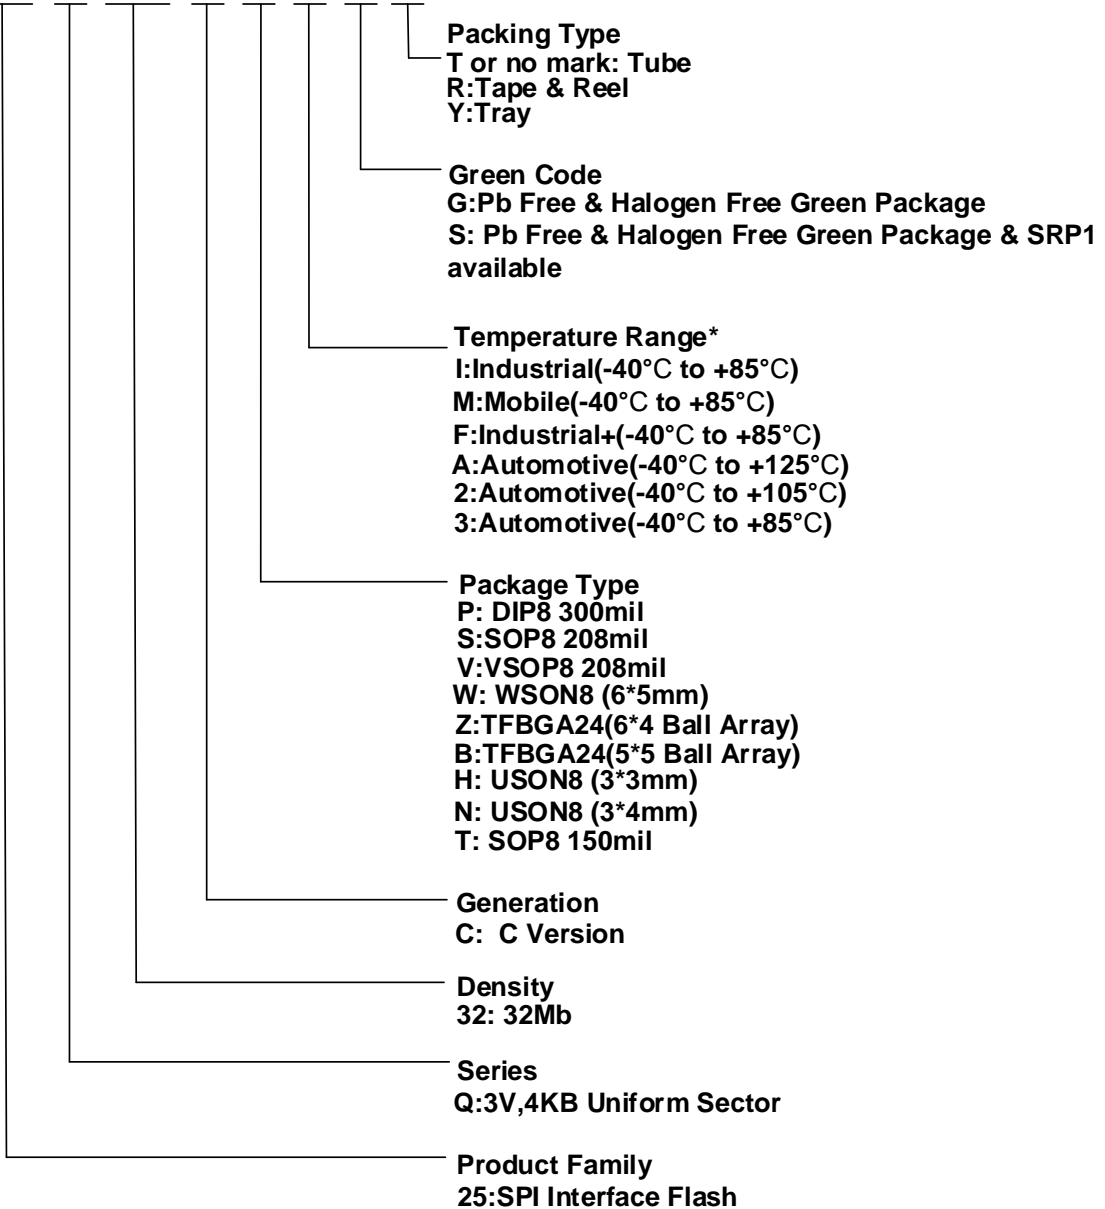 Packing Type
T or no mark: Tube
R:Tape & Reel
Y:Tray
Green Code
G:Pb Free & Halogen Free Green Package
S: Pb Free & Halogen Free Green Package & SRP1
available
Temperature Range*
I:Industrial(-40°C to +85°C)
M:Mobile(-40°C to +85°C)
F:Industrial+(-40°C to +85°C)
A:Automotive(-40°C to +125°C)
2:Automotive(-40°C to +105°C)
3:Automotive(-40°C to +85°C)
Package Type
P: DIP8 300mil
S:SOP8 208mil
V:VSOP8 208mil
W: WSON8 (6*5mm)
Z:TFBGA24(6*4 Ball Array)
B:TFBGA24(5*5 Ball Array)
H: USON8 (3*3mm)
N: USON8 (3*4mm)
T: SOP8 150mil
Generation
C: C Version
Density
32: 32Mb
Series
Q:3V,4KB Uniform Sector
Product Family
25:SPI Interface Flash